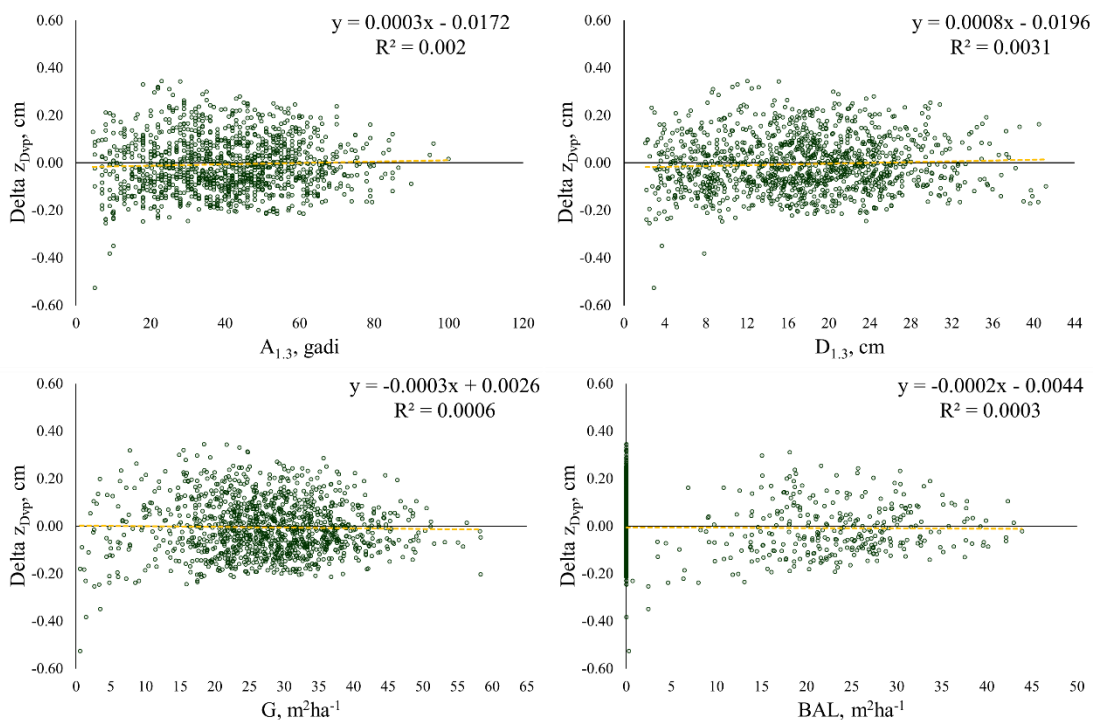 y = 0.0003x - 0.0172
R² = 0.002
0.60
0.40
0.20
0.00
-0.20
-0.40
-0.60
Delta z_Dvp, cm
0 20 40 60 80 100 120
A_1.3, gadi
y = 0.0008x - 0.0196
R² = 0.0031
0.60
0.40
0.20
0.00
-0.20
-0.40
-0.60
Delta z_Dvp, cm
0 4 8 12 16 20 24 28 32 36 40 44
D_1.3, cm
y = -0.0003x + 0.0026
R² = 0.0006
0.60
0.40
0.20
0.00
-0.20
-0.40
-0.60
Delta z_Dvp, cm
0 5 10 15 20 25 30 35 40 45 50 55 60 65
G, m²ha⁻¹
y = -0.0002x - 0.0044
R² = 0.0003
0.60
0.40
0.20
0.00
-0.20
-0.40
-0.60
Delta z_Dvp, cm
0 5 10 15 20 25 30 35 40 45 50
BAL, m²ha⁻¹